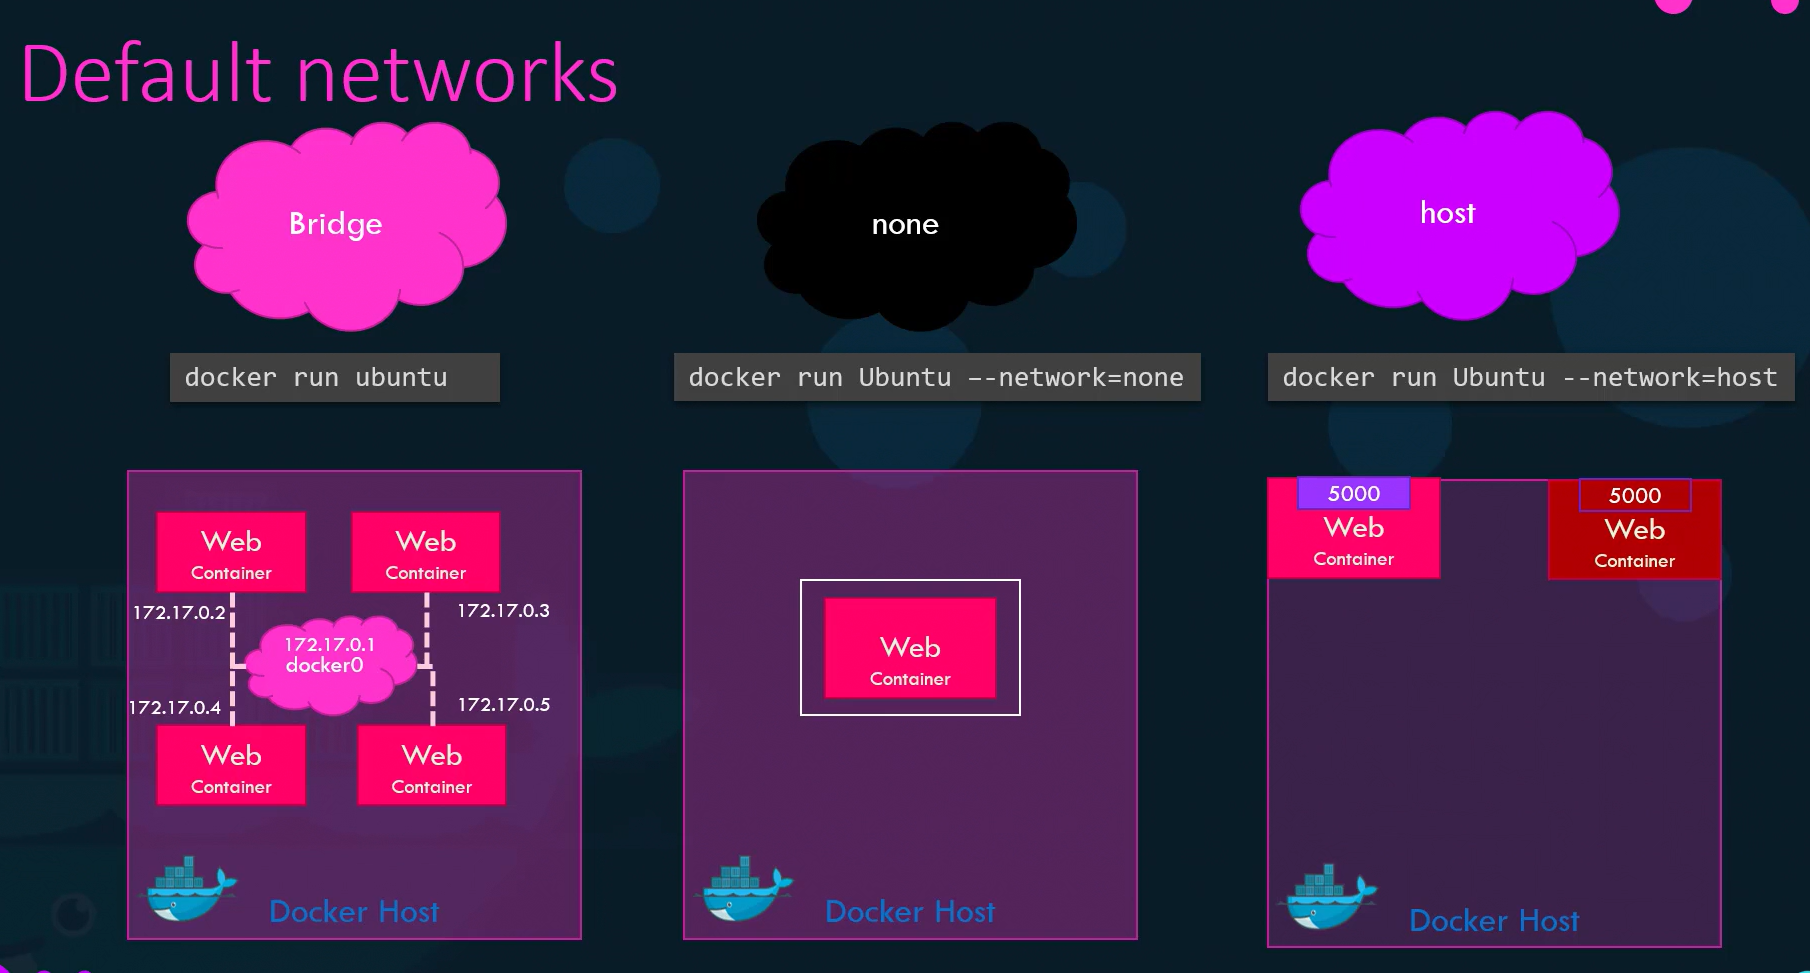 Default networks
Bridge
none
host
docker run ubuntu
docker run Ubuntu –-network=none
docker run Ubuntu --network=host
Web
Container
Web
Container
172.17.0.2
172.17.0.3
172.17.0.1
docker0
172.17.0.4
172.17.0.5
Web
Container
Web
Container
Docker Host
Web
Container
Docker Host
5000
Web
Container
5000
Web
Container
Docker Host